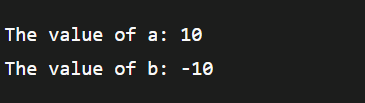 The value of a: 10
The value of b: -10